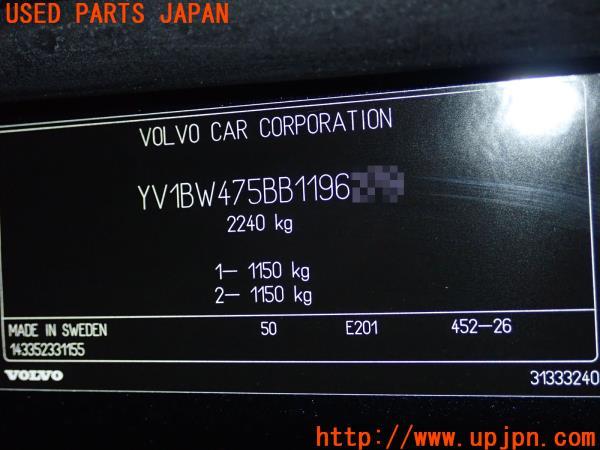 USED PARTS JAPAN
VOLVO CAR CORPORATION
YV1BW475BB1196
2240 kg
1– 1150 kg
2– 1150 kg
MADE IN SWEDEN 50 E201 452–26
143352331155
VOLVO 31333240
http://www.upjpn.com